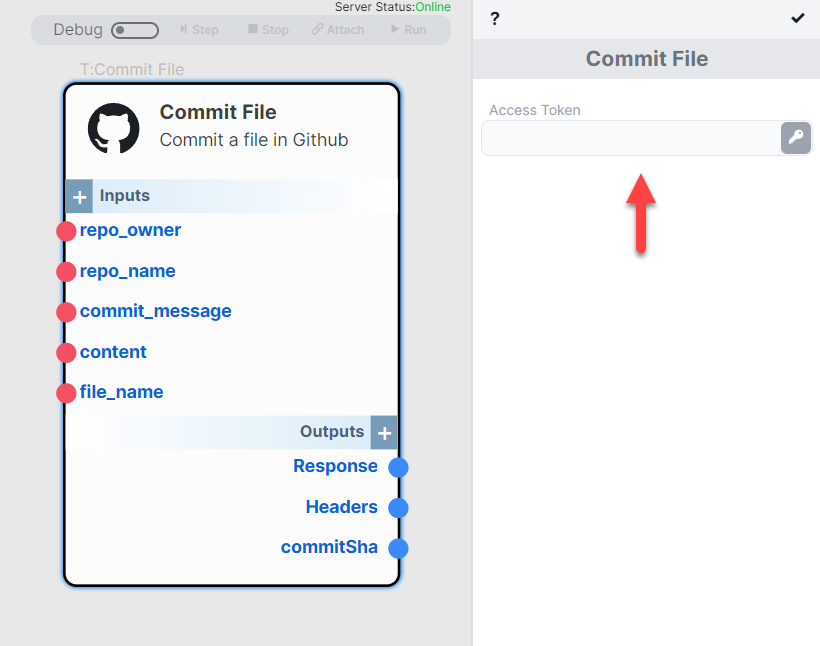 Server Status:Online
Debug Step Stop Attach Run
T:Commit File
Commit File
Commit a file in Github
+ Inputs
repo_owner
repo_name
commit_message
content
file_name
Outputs +
Response
Headers
commitSha
?
Commit File
Access Token